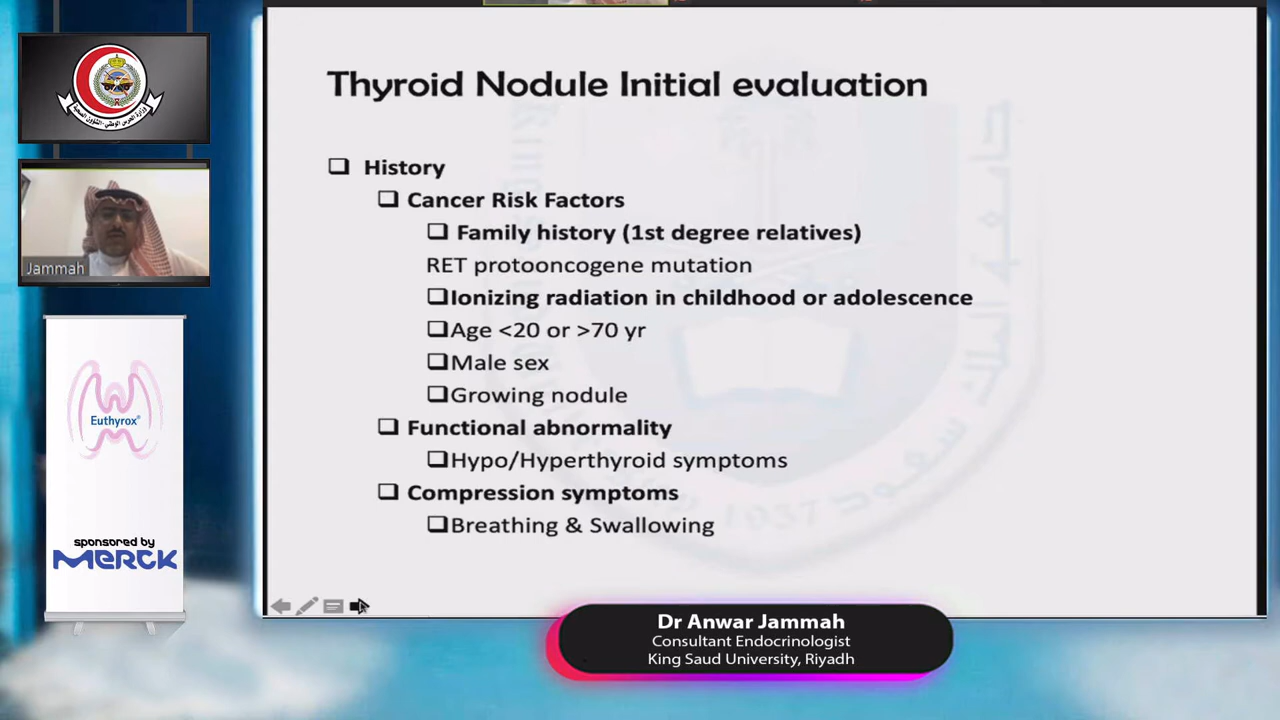 Thyroid Nodule Initial evaluation
History
Cancer Risk Factors
Family history (1st degree relatives)
RET protooncogene mutation
Ionizing radiation in childhood or adolescence
Age <20 or >70 yr
Male sex
Growing nodule
Functional abnormality
Hypo/Hyperthyroid symptoms
Compression symptoms
Breathing & Swallowing
Jammah
Euthyrox®
sponsored by
MERCK
Dr Anwar Jammah
Consultant Endocrinologist
King Saud University, Riyadh
1957